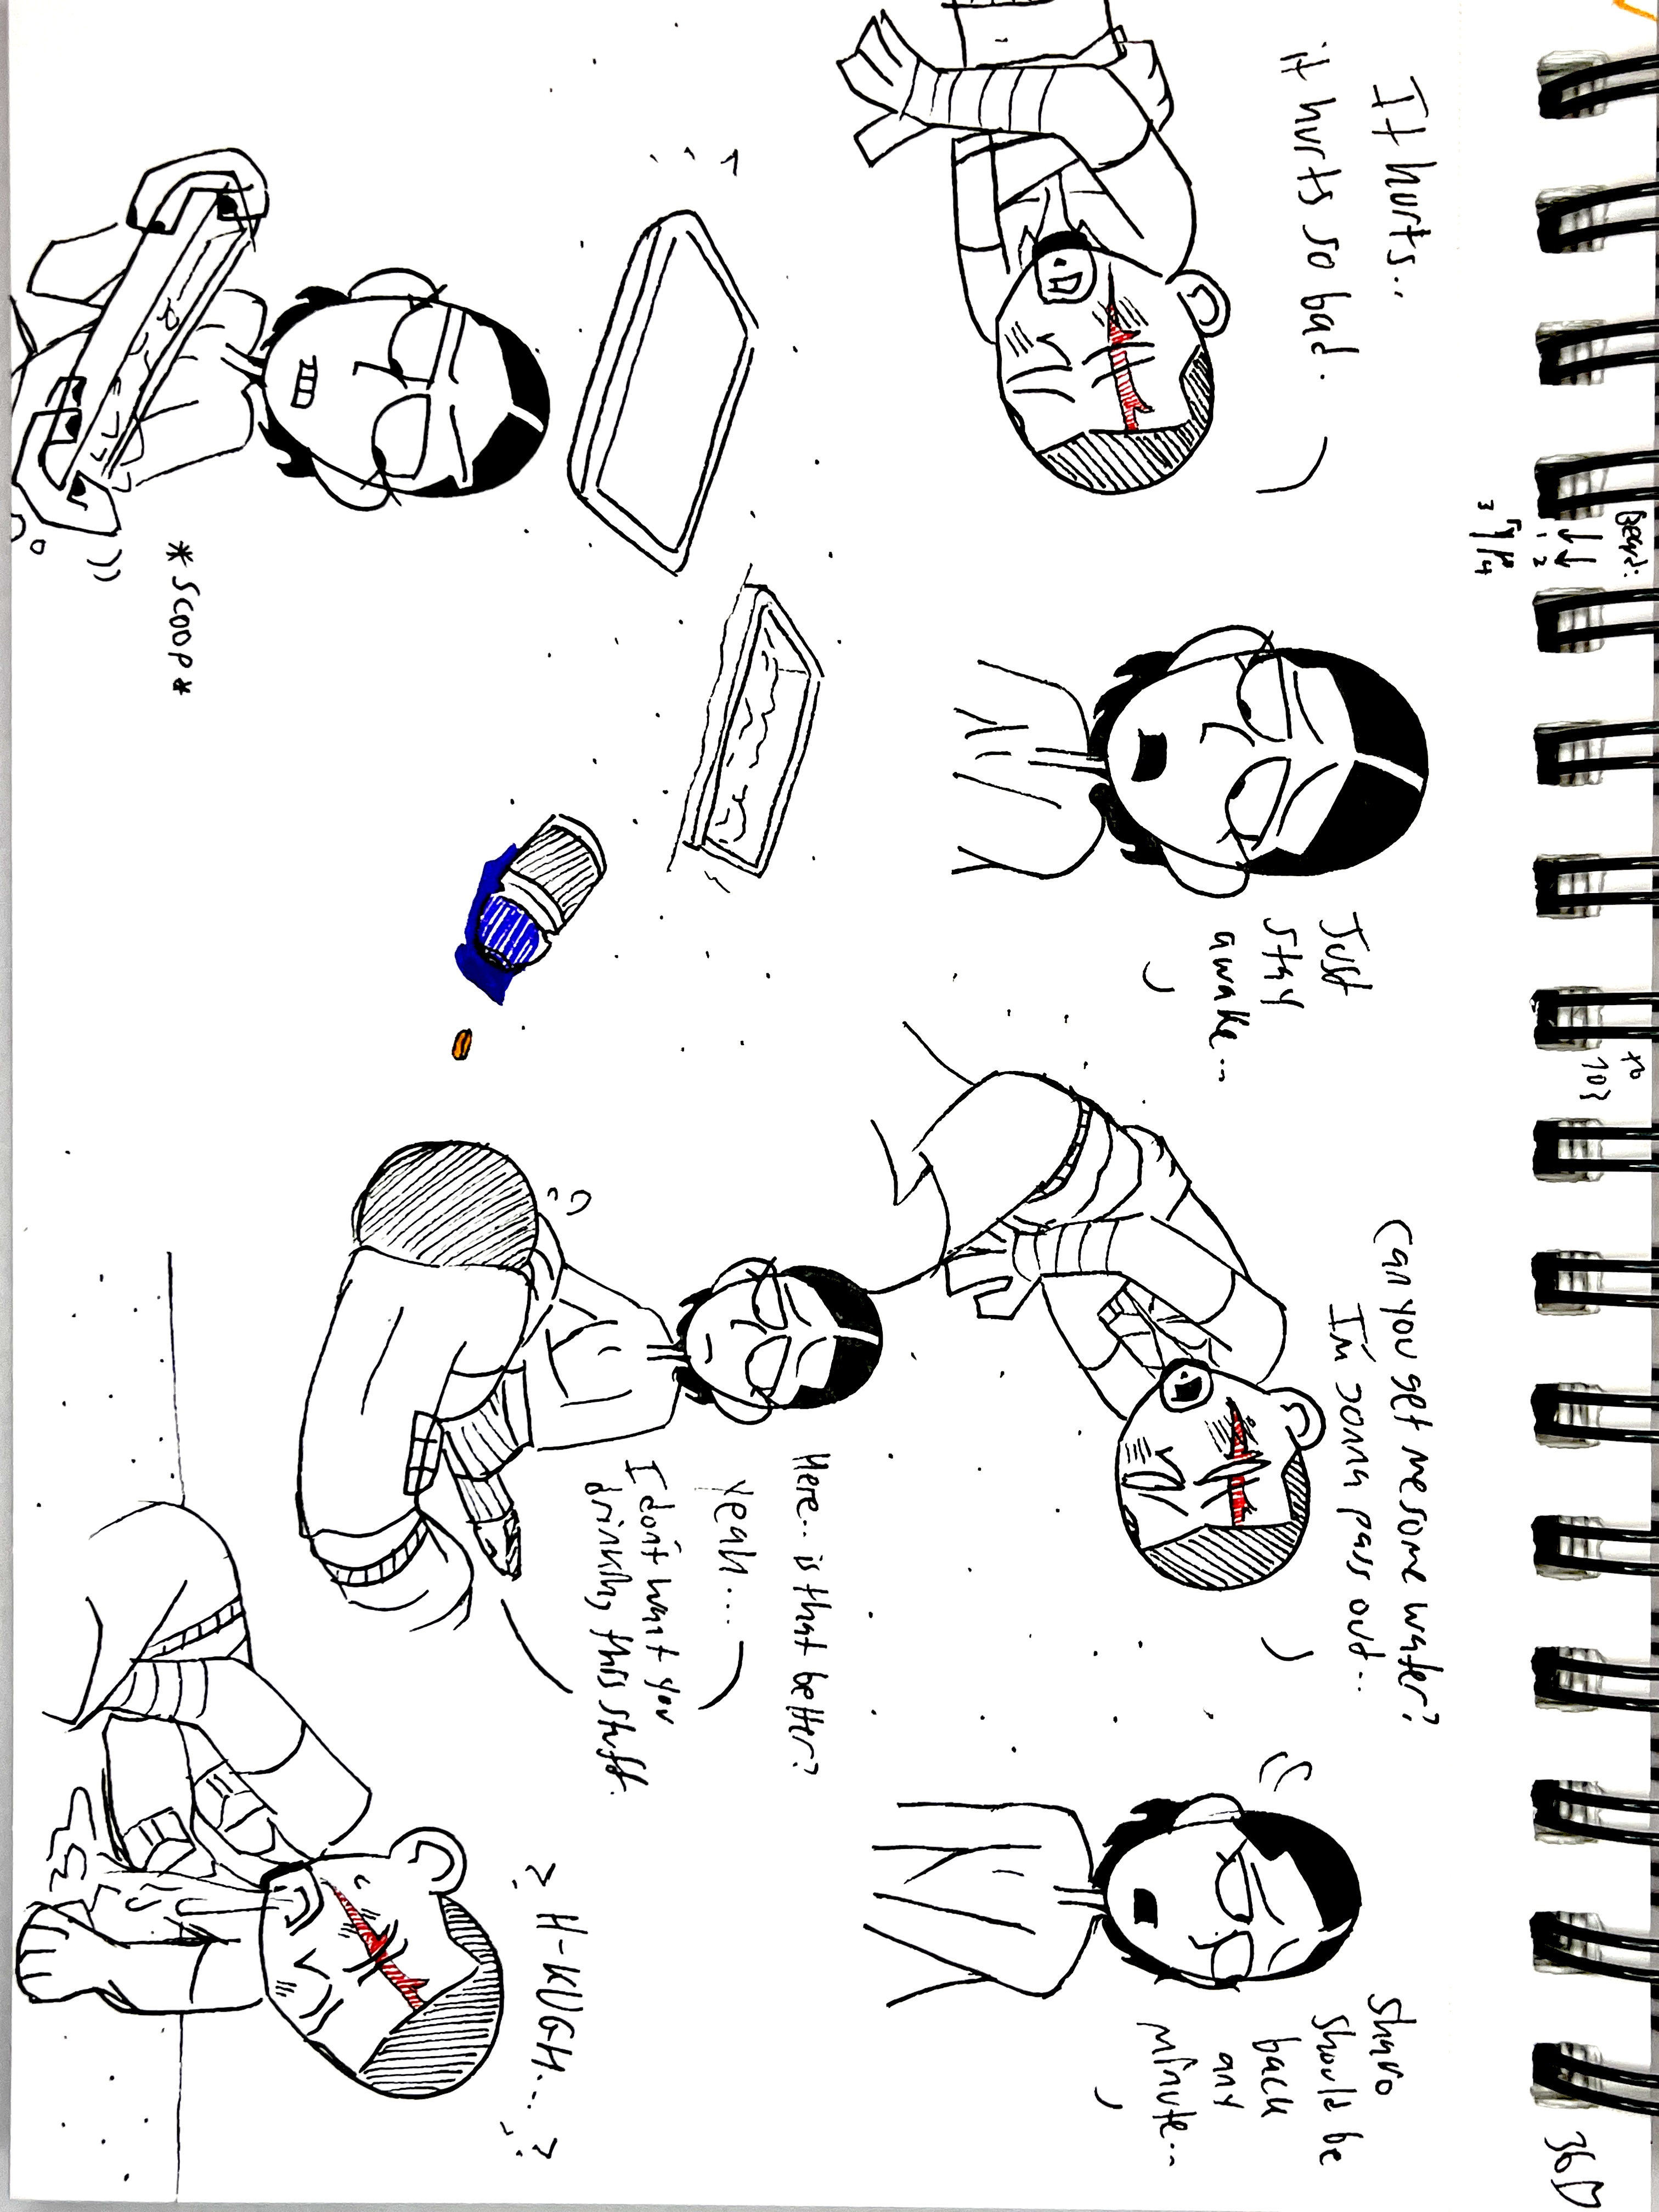 Beard:
1 2
3 4
to
103
36
It hurts..
it hurts so bad.
Just
stay
awake...
Can you get me some water?
I'm gonna pass out..
Sharo
should be
back
any
minute...
Here.. is that better?
yeah...
I don't want you
drinking this stuff.
H-KUGH...
*SCOOP*